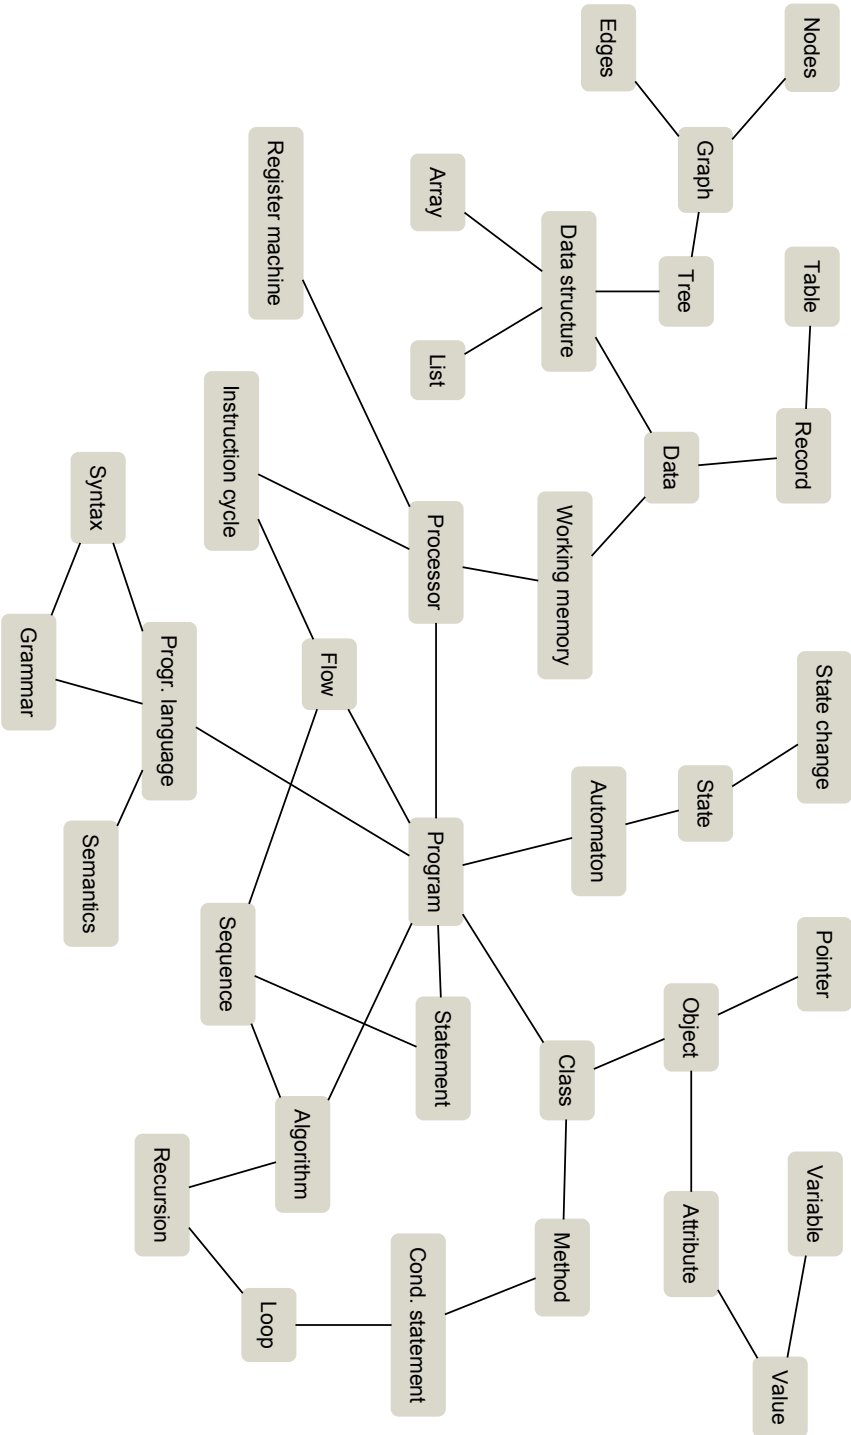 Nodes
Table
State change
Pointer
Variable
Record
Value
Graph
Tree
Data
State
Object
Attribute
Edges
Automaton
Data structure
Working memory
Class
Method
Array
List
Processor
Program
Statement
Cond. statement
Flow
Algorithm
Register machine
Loop
Instruction cycle
Sequence
Progr. language
Recursion
Syntax
Semantics
Grammar